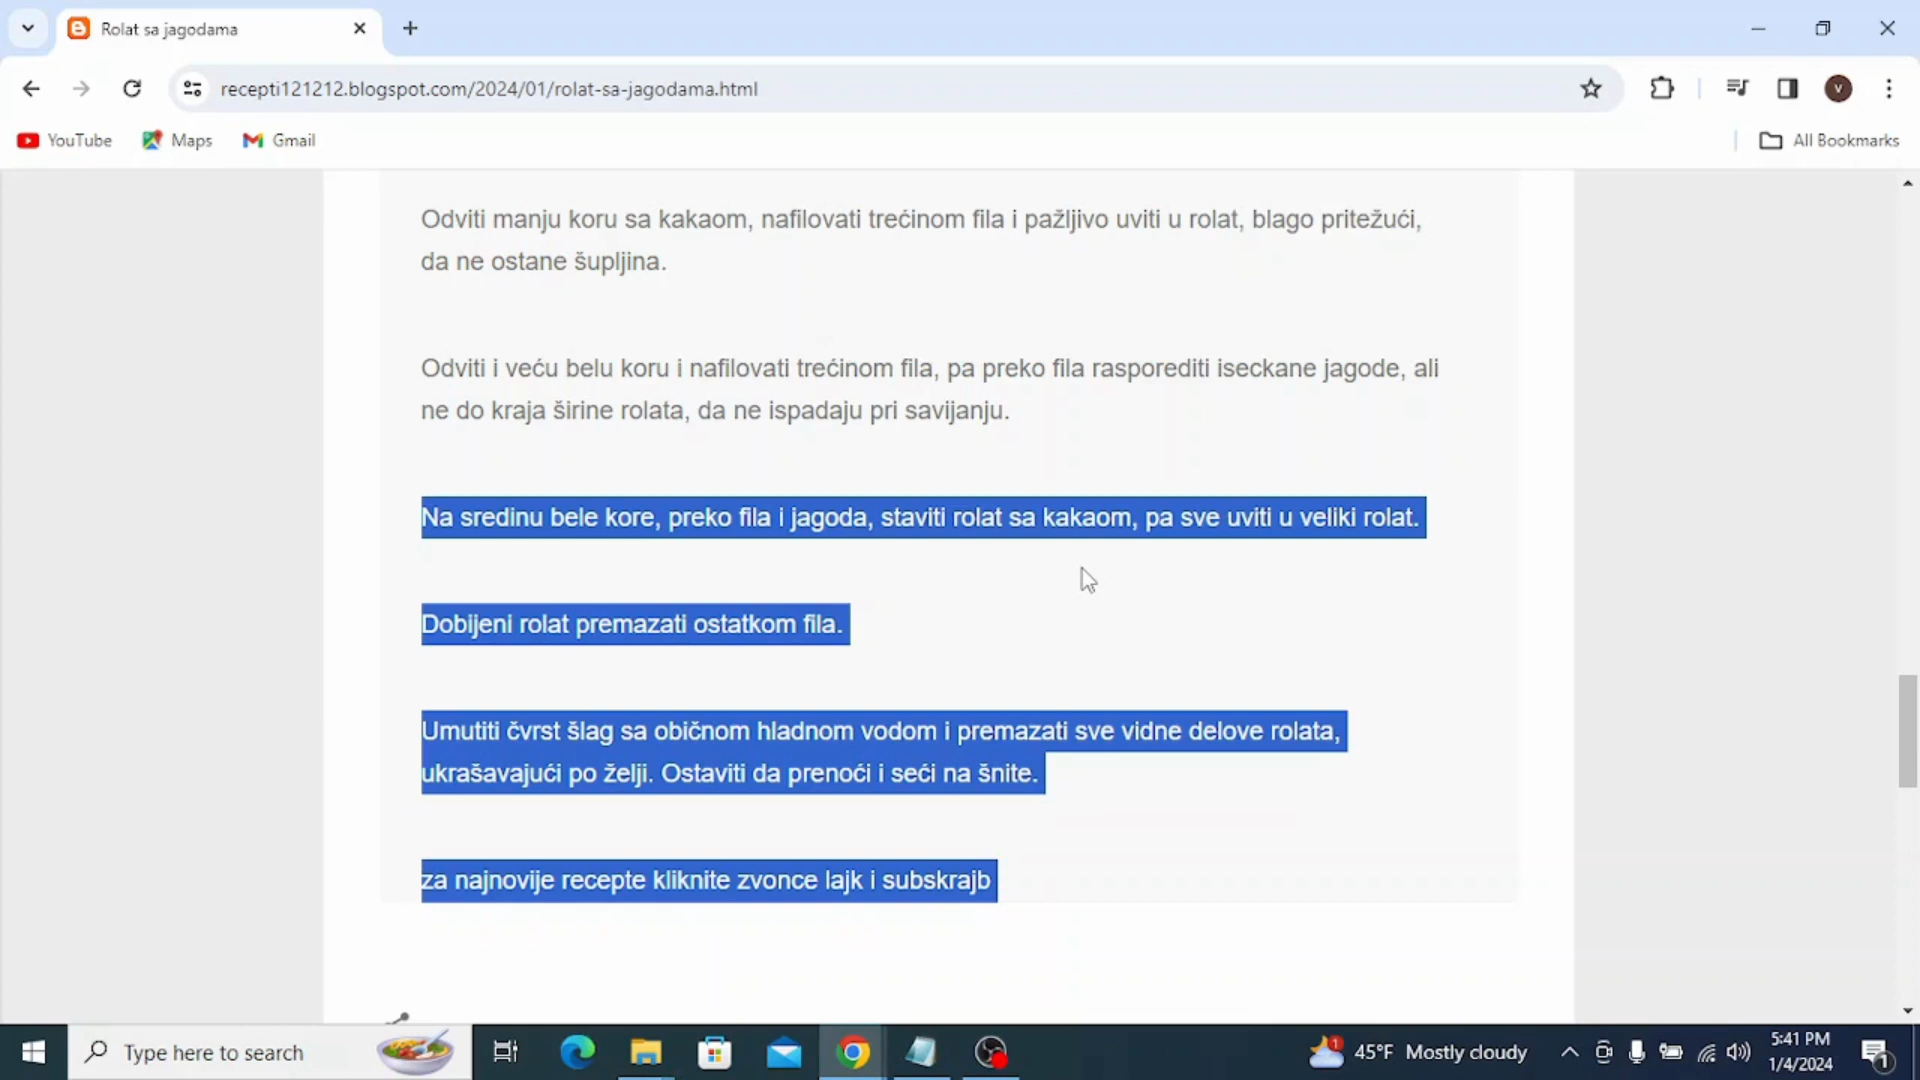 Rolat sa jagodama
recepti121212.blogspot.com/2024/01/rolat-sa-jagodama.html
V
YouTube
Maps
Gmail
All Bookmarks
Odviti manju koru sa kakaom, nafilovati trećinom fila i pažljivo uviti u rolat, blago pritežući,
da ne ostane šupljina.
Odviti i veću belu koru i nafilovati trećinom fila, pa preko fila rasporediti iseckane jagode, ali
ne do kraja širine rolata, da ne ispadaju pri savijanju.
Na sredinu bele kore, preko fila i jagoda, staviti rolat sa kakaom, pa sve uviti u veliki rolat.
Dobijeni rolat premazati ostatkom fila.
Umutiti čvrst šlag sa običnom hladnom vodom i premazati sve vidne delove rolata,
ukrašavajući po želji. Ostaviti da prenoći i seći na šnite.
za najnovije recepte kliknite zvonce lajk i subskrajb
Type here to search
1
45°F Mostly cloudy
5:41 PM
1/4/2024
1